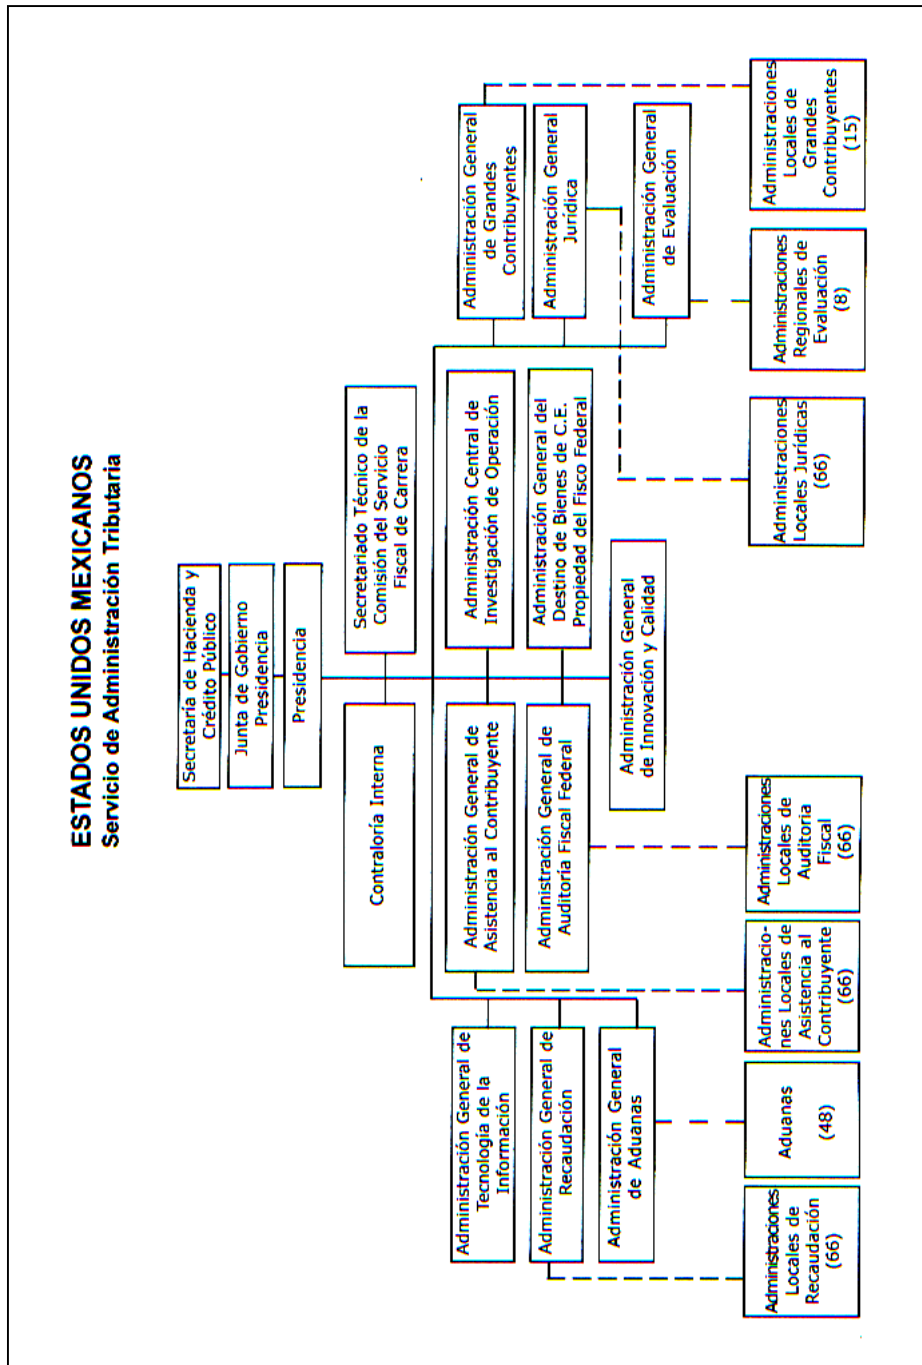 ESTADOS UNIDOS MEXICANOS
Servicio de Administración Tributaria
Secretaría de Hacienda y
Crédito Público
Junta de Gobierno
Presidencia
Presidencia
Contraloría Interna
Secretariado Técnico de la
Comisión del Servicio
Fiscal de Carrera
Administración General de
Tecnología de la
Información
Administración General de
Asistencia al Contribuyente
Administración Central de
Investigación de Operación
Administración General
de Grandes
Contribuyentes
Administración General de
Recaudación
Administración General de
Auditoría Fiscal Federal
Administración General del
Destino de Bienes de C.E.
Propiedad del Fisco Federal
Administración General
Jurídica
Administración General
de Aduanas
Administración General
de Innovación y Calidad
Administración General
de Evaluación
Administraciones
Locales de
Recaudación
(66)
Aduanas
(48)
Administracio-
nes Locales de
Asistencia al
Contribuyente
(66)
Administraciones
Locales de
Auditoria
Fiscal
(66)
Administraciones
Locales Jurídicas
(66)
Administraciones
Regionales de
Evaluación
(8)
Administraciones
Locales de
Grandes
Contribuyentes
(15)